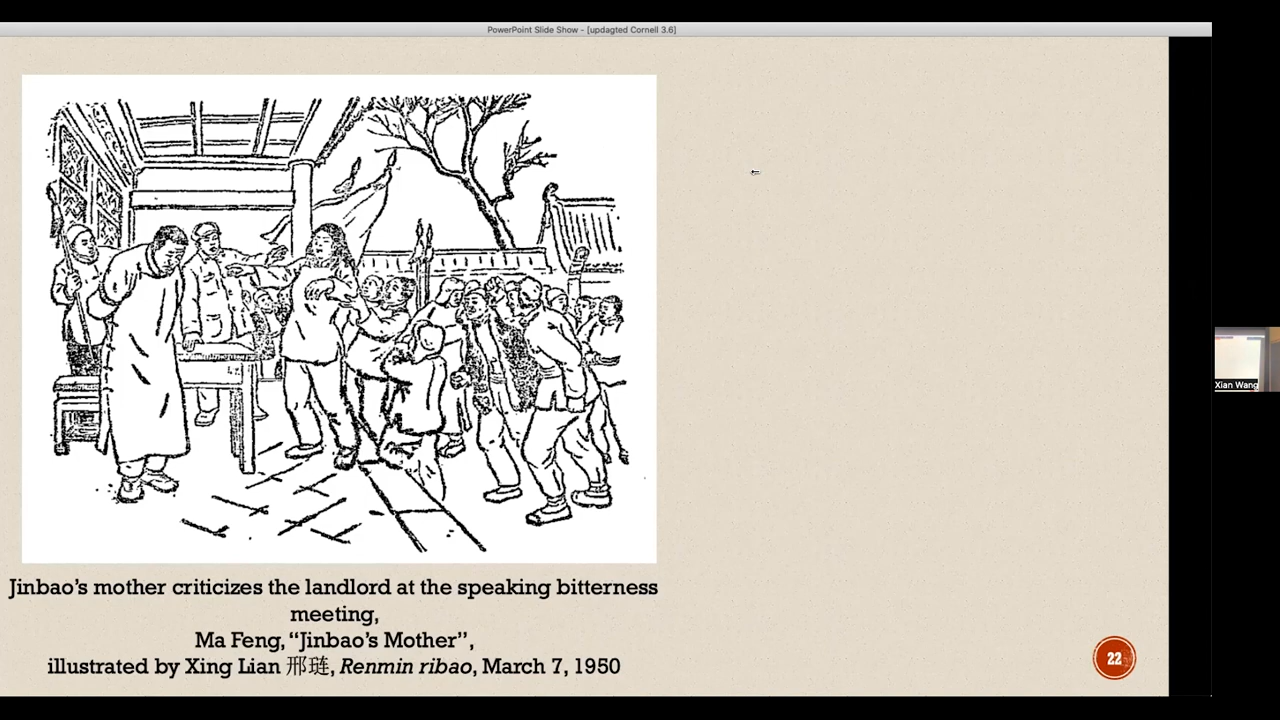 PowerPoint Slide Show - [updagted Cornell 3.6]
Jinbao’s mother criticizes the landlord at the speaking bitterness
meeting,
Ma Feng, “Jinbao’s Mother”,
illustrated by Xing Lian 邢琏, Renmin ribao, March 7, 1950
22
Xian Wang